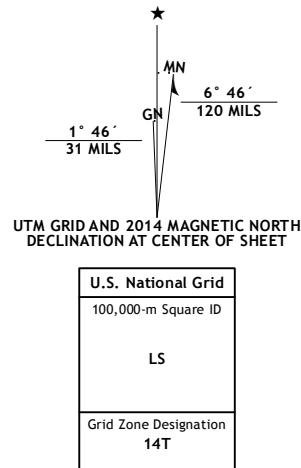 MN
GN
6° 46´
120 MILS
1° 46´
31 MILS
UTM GRID AND 2014 MAGNETIC NORTH
DECLINATION AT CENTER OF SHEET
U.S. National Grid
100,000-m Square ID
LS
Grid Zone Designation
14T